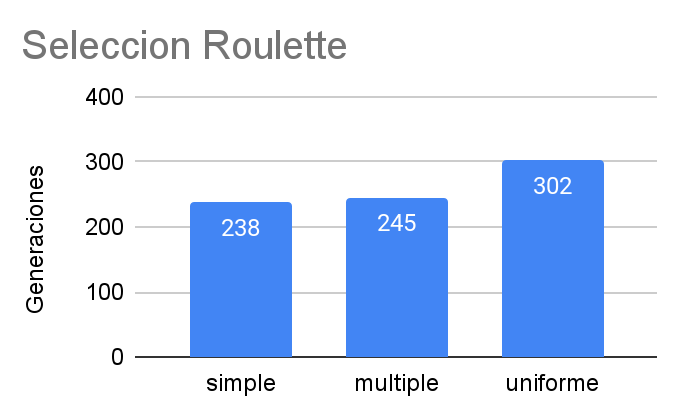 Seleccion Roulette
Generaciones
400
300
200
100
0
238
245
302
simple
multiple
uniforme